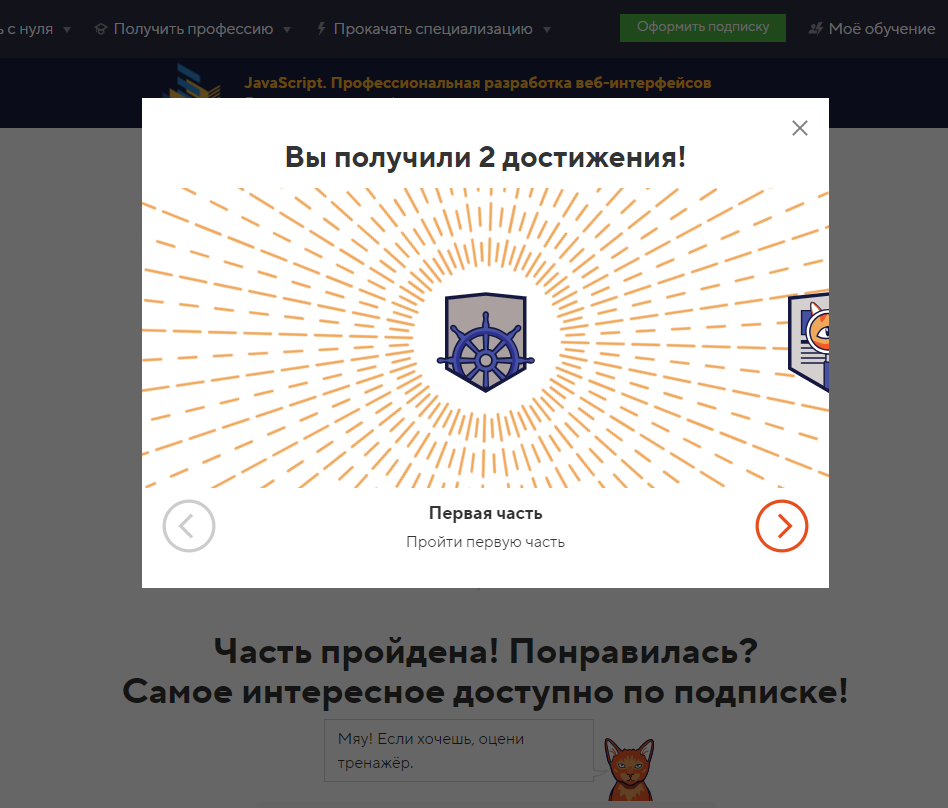 с нуля
Получить профессию
Прокачать специализацию
Оформить подписку
Моё обучение
JavaScript. Профессиональная разработка веб-интерфейсов
Вы получили 2 достижения!
Первая часть
Пройти первую часть
Часть пройдена! Понравилась?
Самое интересное доступно по подписке!
Мяу! Если хочешь, оцени
тренажёр.